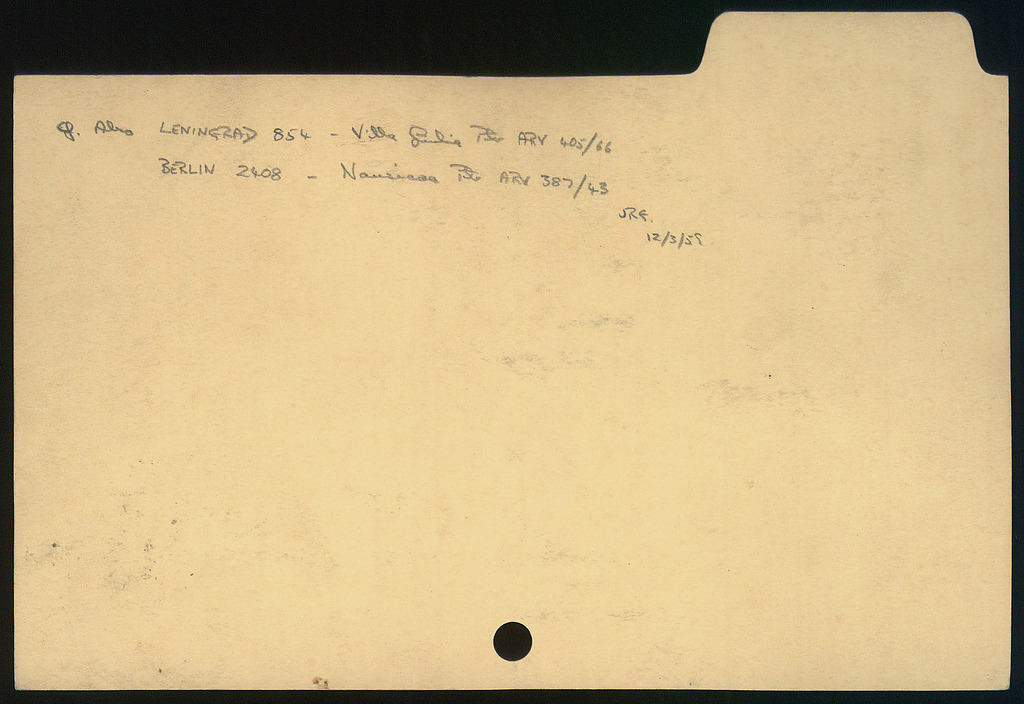 cf. Also LENINGRAD 854 - Villa Giulia Ptr ARV 405/66
BERLIN 2408 - Nausicaa Ptr ARV 387/43
JRG.
12/3/59